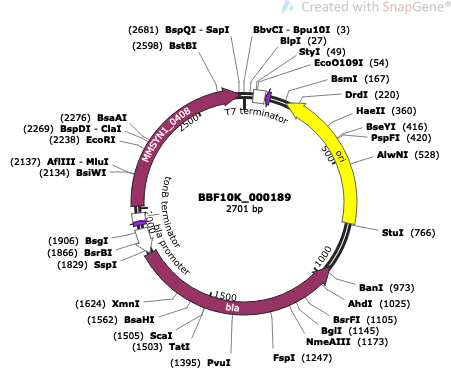 Created with SnapGene®
(2681) BspQI - SapI
(2598) BstBI
BbvCI - Bpu10I (3)
BlpI (27)
StyI (49)
EcoO109I (54)
BsmI (167)
DrdI (220)
HaeII (360)
BseYI (416)
PspFI (420)
AlwNI (528)
StuI (766)
BanI (973)
AhdI (1025)
BsrFI (1105)
BglI (1145)
NmeAIII (1173)
FspI (1247)
(1395) PvuI
(1503) TatI
(1505) ScaI
(1562) BsaHI
(1624) XmnI
(1829) SspI
(1866) BsrBI
(1906) BsgI
(2134) BsiWI
(2137) AflIII - MluI
(2238) EcoRI
(2269) BspDI - ClaI
(2276) BsaAI
MMSYN1_0408
2500
T7 terminator
500
ori
1000
1500
bla
bla promoter
tonB terminator
BBF10K_000189
2701 bp